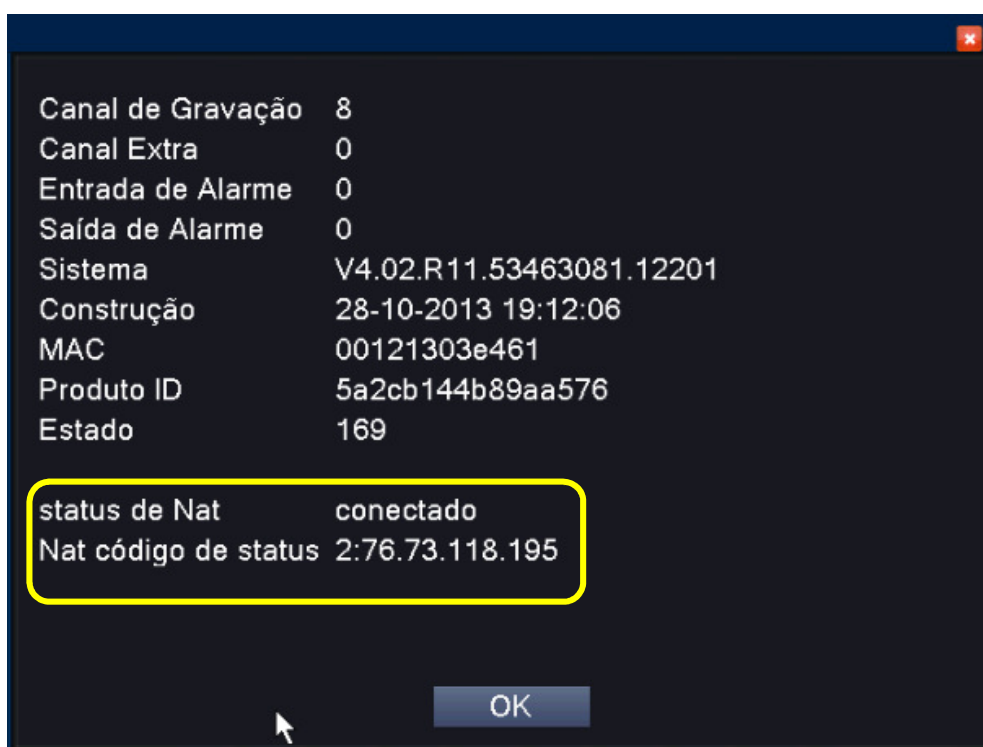 Canal de Gravação 8
Canal Extra 0
Entrada de Alarme 0
Saída de Alarme 0
Sistema V4.02.R11.53463081.12201
Construção 28-10-2013 19:12:06
MAC 00121303e461
Produto ID 5a2cb144b89aa576
Estado 169
status de Nat conectado
Nat código de status 2:76.73.118.195
OK